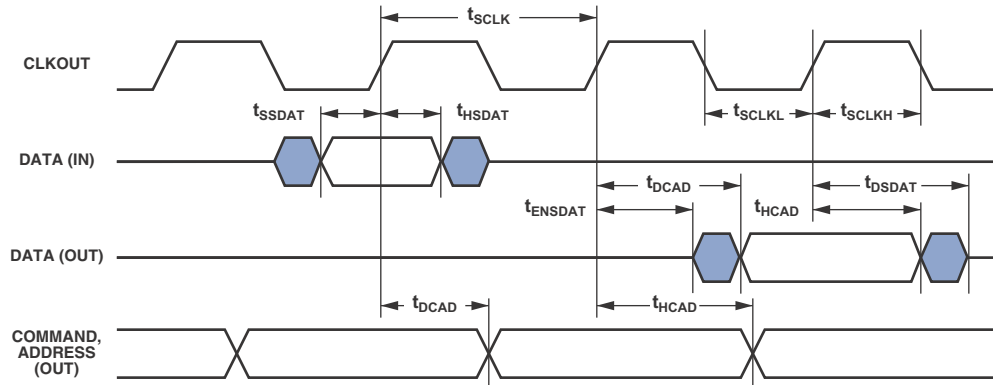 tSCLK
CLKOUT
tSSDAT
tHSDAT
tSCLKL
tSCLKH
DATA (IN)
tDCAD
tDSDAT
tENSDAT
tHCAD
DATA (OUT)
tDCAD
tHCAD
COMMAND,
ADDRESS
(OUT)